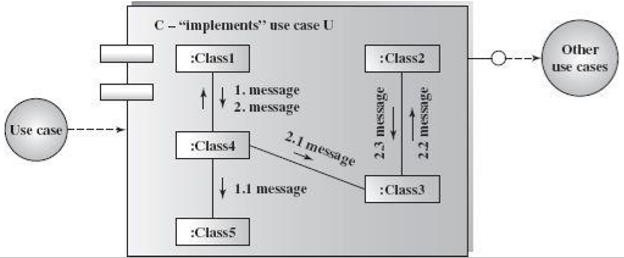 C – “implements” use case U
:Class1
:Class2
Other
use cases
1. message
2. message
Use case
:Class4
2.1 message
2.3 message
2.2 message
1.1 message
:Class3
:Class5